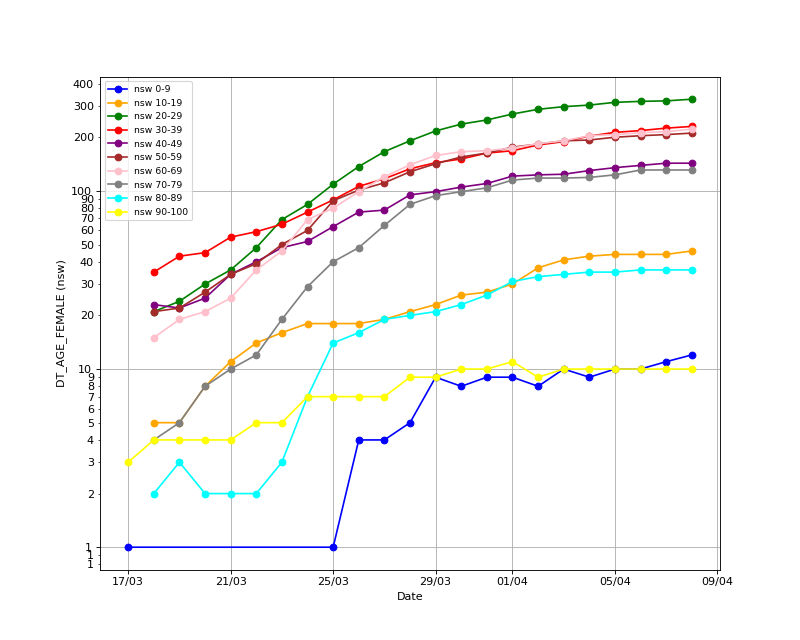 400
300
200
100
90
80
70
60
50
40
30
20
10
9
8
7
6
5
4
3
2
1
1
1
DT_AGE_FEMALE (nsw)
nsw 0-9
nsw 10-19
nsw 20-29
nsw 30-39
nsw 40-49
nsw 50-59
nsw 60-69
nsw 70-79
nsw 80-89
nsw 90-100
17/03 21/03 25/03 29/03 01/04 05/04 09/04
Date